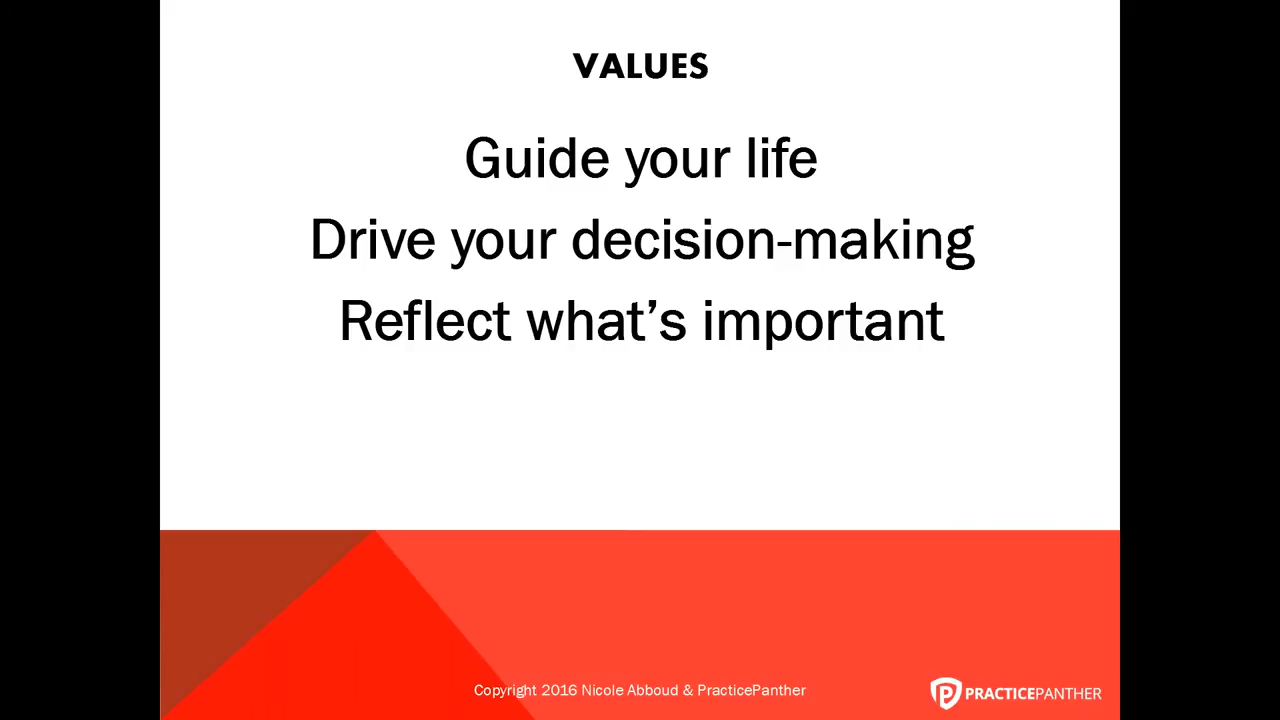 VALUES
Guide your life
Drive your decision-making
Reflect what’s important
Copyright 2016 Nicole Abboud & PracticePanther
PRACTICEPANTHER